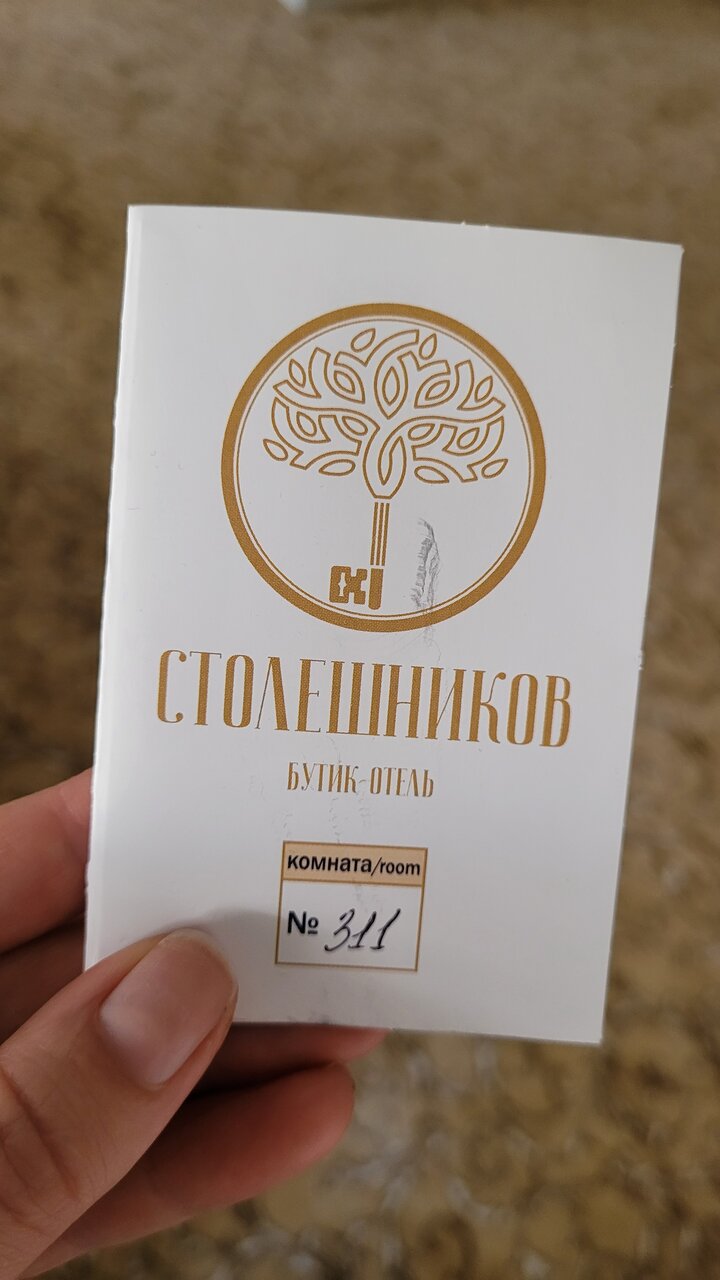 СТОЛЕШНИКОВ
БУТИК-ОТЕЛЬ
комната/room
№ 311